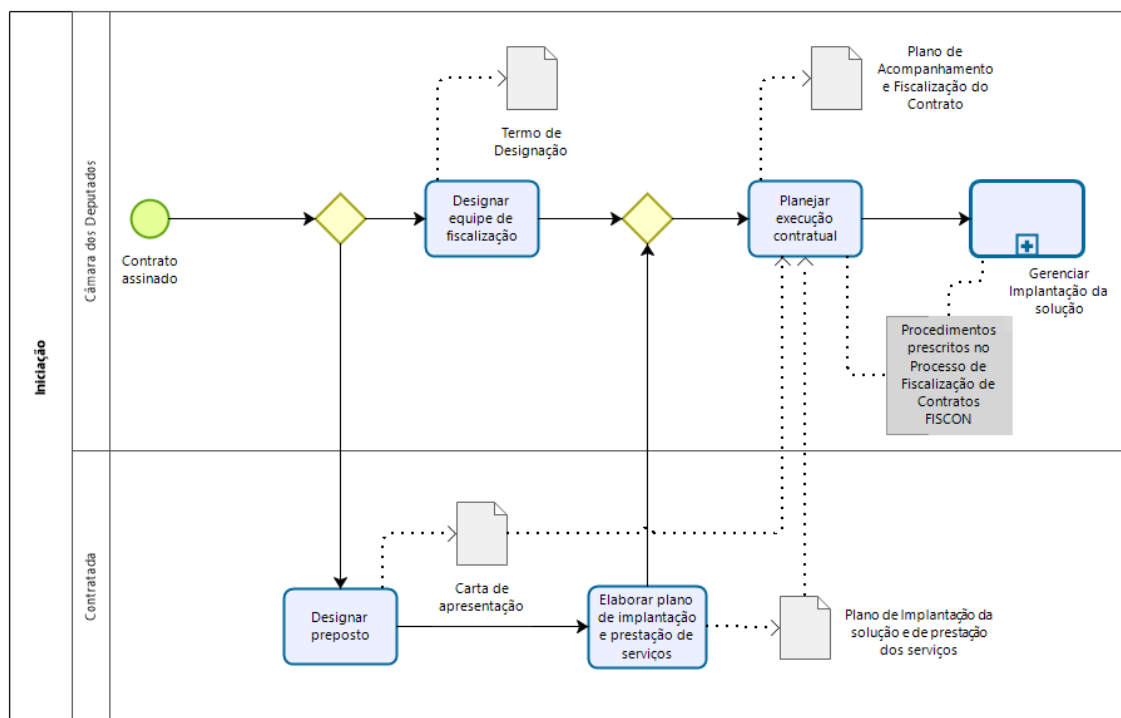 Iniciação
Câmara dos Deputados
Contratada
Contrato
assinado
Termo de
Designação
Designar
equipe de
fiscalização
Plano de
Acompanhamento
e Fiscalização do
Contrato
Planejar
execução
contratual
Gerenciar
Implantação da
solução
Procedimentos
prescritos no
Processo de
Fiscalização de
Contratos
FISCON
Designar
preposto
Carta de
apresentação
Elaborar plano
de implantação
e prestação de
serviços
Plano de Implantação da
solução e de prestação
dos serviços